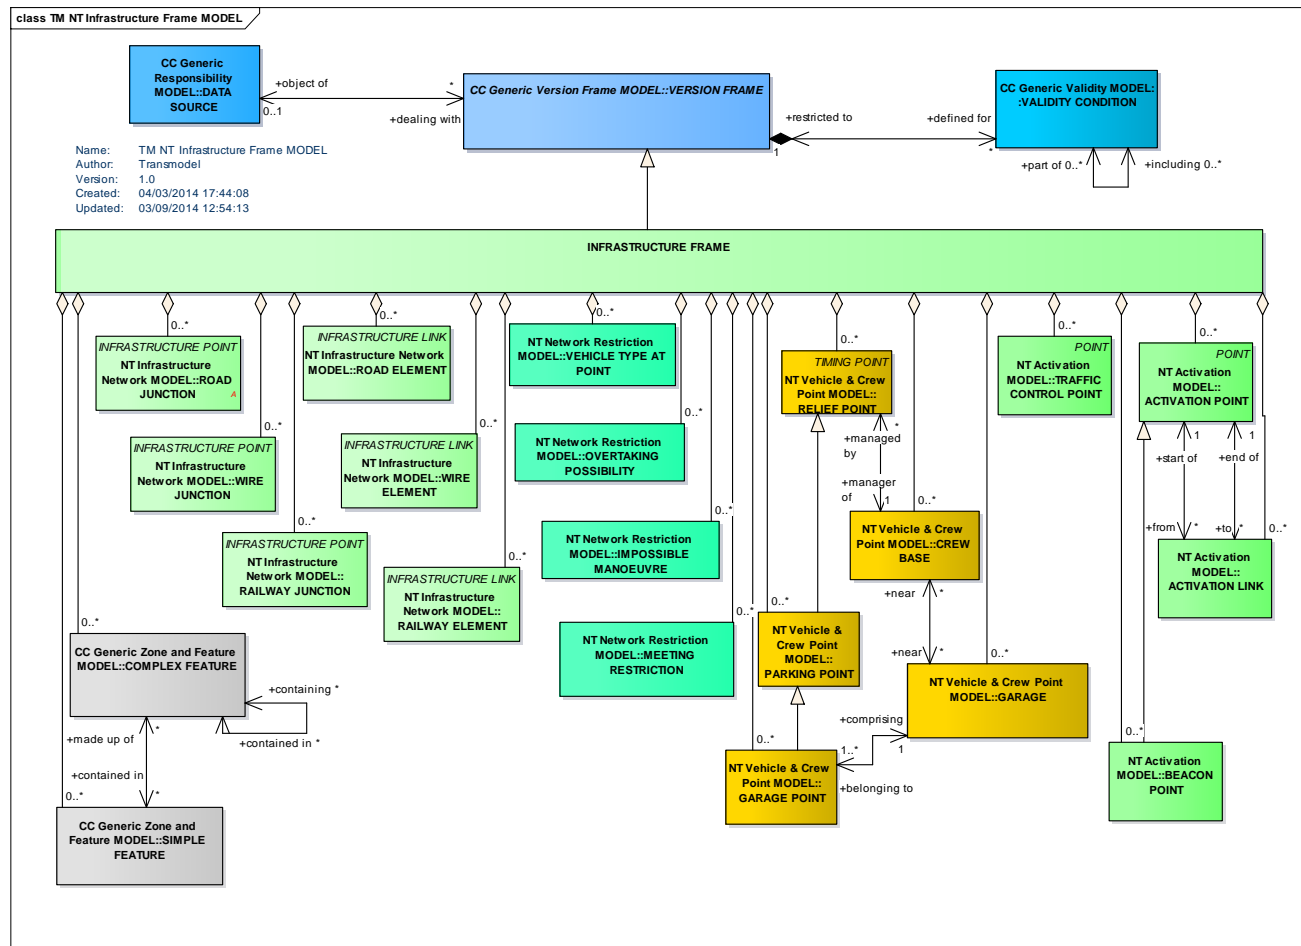 class TM NT Infrastructure Frame MODEL
CC Generic
Responsibility
MODEL::DATA
SOURCE
+object of
0..1
*
+dealing with
CC Generic Version Frame MODEL::VERSION FRAME
+restricted to
1
+defined for
*
CC Generic Validity MODEL:
:VALIDITY CONDITION
+part of 0..*
+including 0..*
Name: TM NT Infrastructure Frame MODEL
Author: Transmodel
Version: 1.0
Created: 04/03/2014 17:44:08
Updated: 03/09/2014 12:54:13
INFRASTRUCTURE FRAME
0..*
INFRASTRUCTURE POINT
NT Infrastructure
Network MODEL::ROAD
JUNCTION
A
0..*
INFRASTRUCTURE LINK
NT Infrastructure Network
MODEL::ROAD ELEMENT
0..*
NT Network Restriction
MODEL::VEHICLE TYPE AT
POINT
0..*
TIMING POINT
NT Vehicle & Crew
Point MODEL::
RELIEF POINT
0..*
POINT
NT Activation
MODEL::TRAFFIC
CONTROL POINT
0..*
POINT
NT Activation
MODEL::
ACTIVATION POINT
0..*
INFRASTRUCTURE POINT
NT Infrastructure
Network MODEL::WIRE
JUNCTION
0..*
INFRASTRUCTURE LINK
NT Infrastructure
Network MODEL::WIRE
ELEMENT
0..*
NT Network Restriction
MODEL::OVERTAKING
POSSIBILITY
*
+managed
by
+manager
of
1
1
+start of
+from
*
1
+end of
+to
*
0..*
INFRASTRUCTURE POINT
NT Infrastructure
Network MODEL::
RAILWAY JUNCTION
0..*
INFRASTRUCTURE LINK
NT Infrastructure
Network MODEL::
RAILWAY ELEMENT
0..*
NT Network Restriction
MODEL::IMPOSSIBLE
MANOEUVRE
0..*
NT Vehicle & Crew
Point MODEL::CREW
BASE
0..*
NT Activation
MODEL::
ACTIVATION LINK
+near
*
+near
*
0..*
NT Network Restriction
MODEL::MEETING
RESTRICTION
0..*
NT Vehicle &
Crew Point
MODEL::
PARKING POINT
0..*
NT Vehicle & Crew Point
MODEL::GARAGE
0..*
CC Generic Zone and Feature
MODEL::COMPLEX FEATURE
+containing *
+contained in *
*
+made up of
+contained in
*
+comprising
1
1..*
+belonging to
0..*
NT Vehicle & Crew
Point MODEL::
GARAGE POINT
0..*
NT Activation
MODEL::BEACON
POINT
0..*
CC Generic Zone and
Feature MODEL::SIMPLE
FEATURE